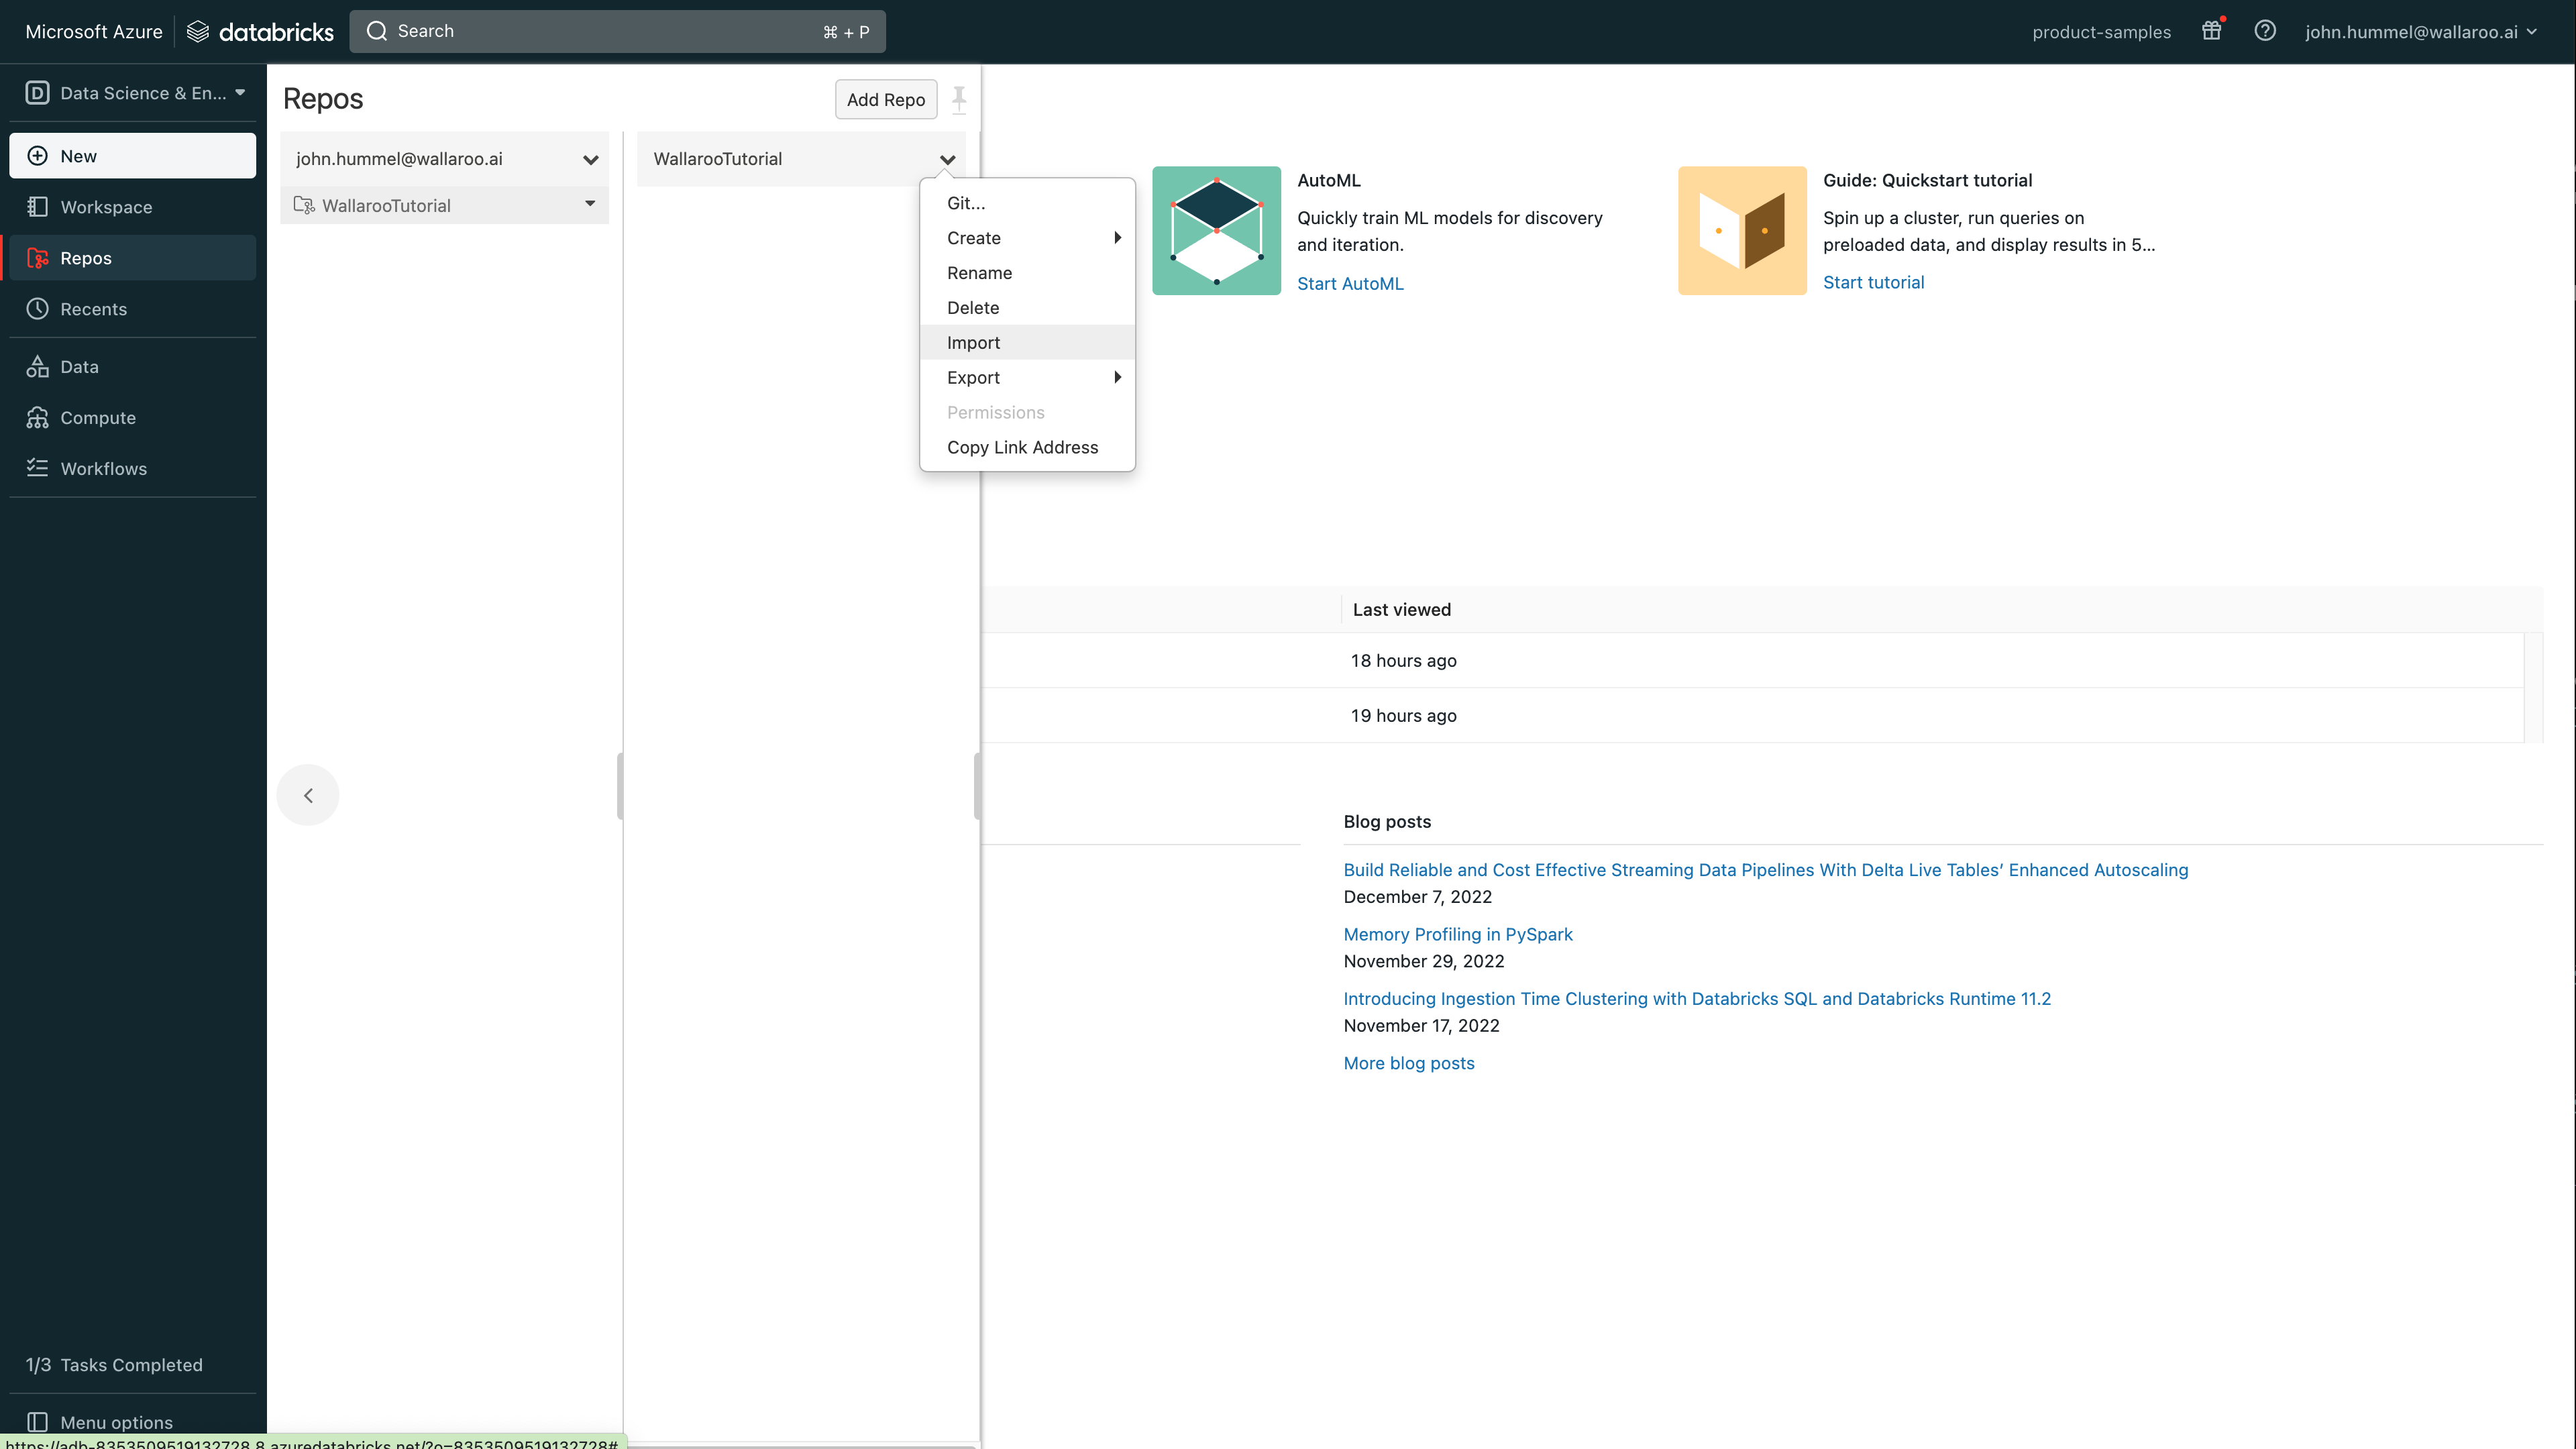 Microsoft Azure
databricks
Search
⌘ + P
product-samples
john.hummel@wallaroo.ai
Data Science & En...
New
Workspace
Repos
Recents
Data
Compute
Workflows
1/3 Tasks Completed
Menu options
https://adb-8353509519132728.8.azuredatabricks.net/?o=8353509519132728#
Repos
Add Repo
john.hummel@wallaroo.ai
WallarooTutorial
WallarooTutorial
Git...
Create
Rename
Delete
Import
Export
Permissions
Copy Link Address
AutoML
Quickly train ML models for discovery
and iteration.
Start AutoML
Guide: Quickstart tutorial
Spin up a cluster, run queries on
preloaded data, and display results in 5...
Start tutorial
Last viewed
18 hours ago
19 hours ago
Blog posts
Build Reliable and Cost Effective Streaming Data Pipelines With Delta Live Tables’ Enhanced Autoscaling
December 7, 2022
Memory Profiling in PySpark
November 29, 2022
Introducing Ingestion Time Clustering with Databricks SQL and Databricks Runtime 11.2
November 17, 2022
More blog posts